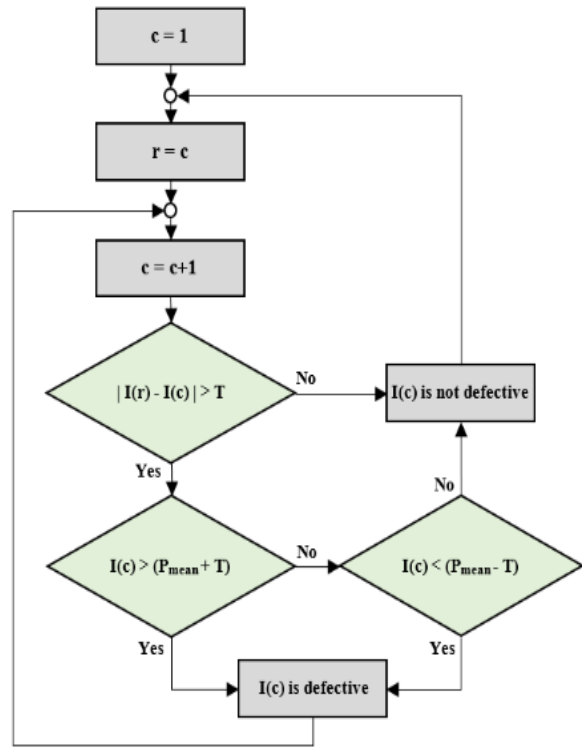 c = 1
r = c
c = c+1
| I(r) - I(c) | > T
No
I(c) is not defective
Yes
No
I(c) > (Pmean + T)
No
I(c) < (Pmean - T)
Yes
Yes
I(c) is defective